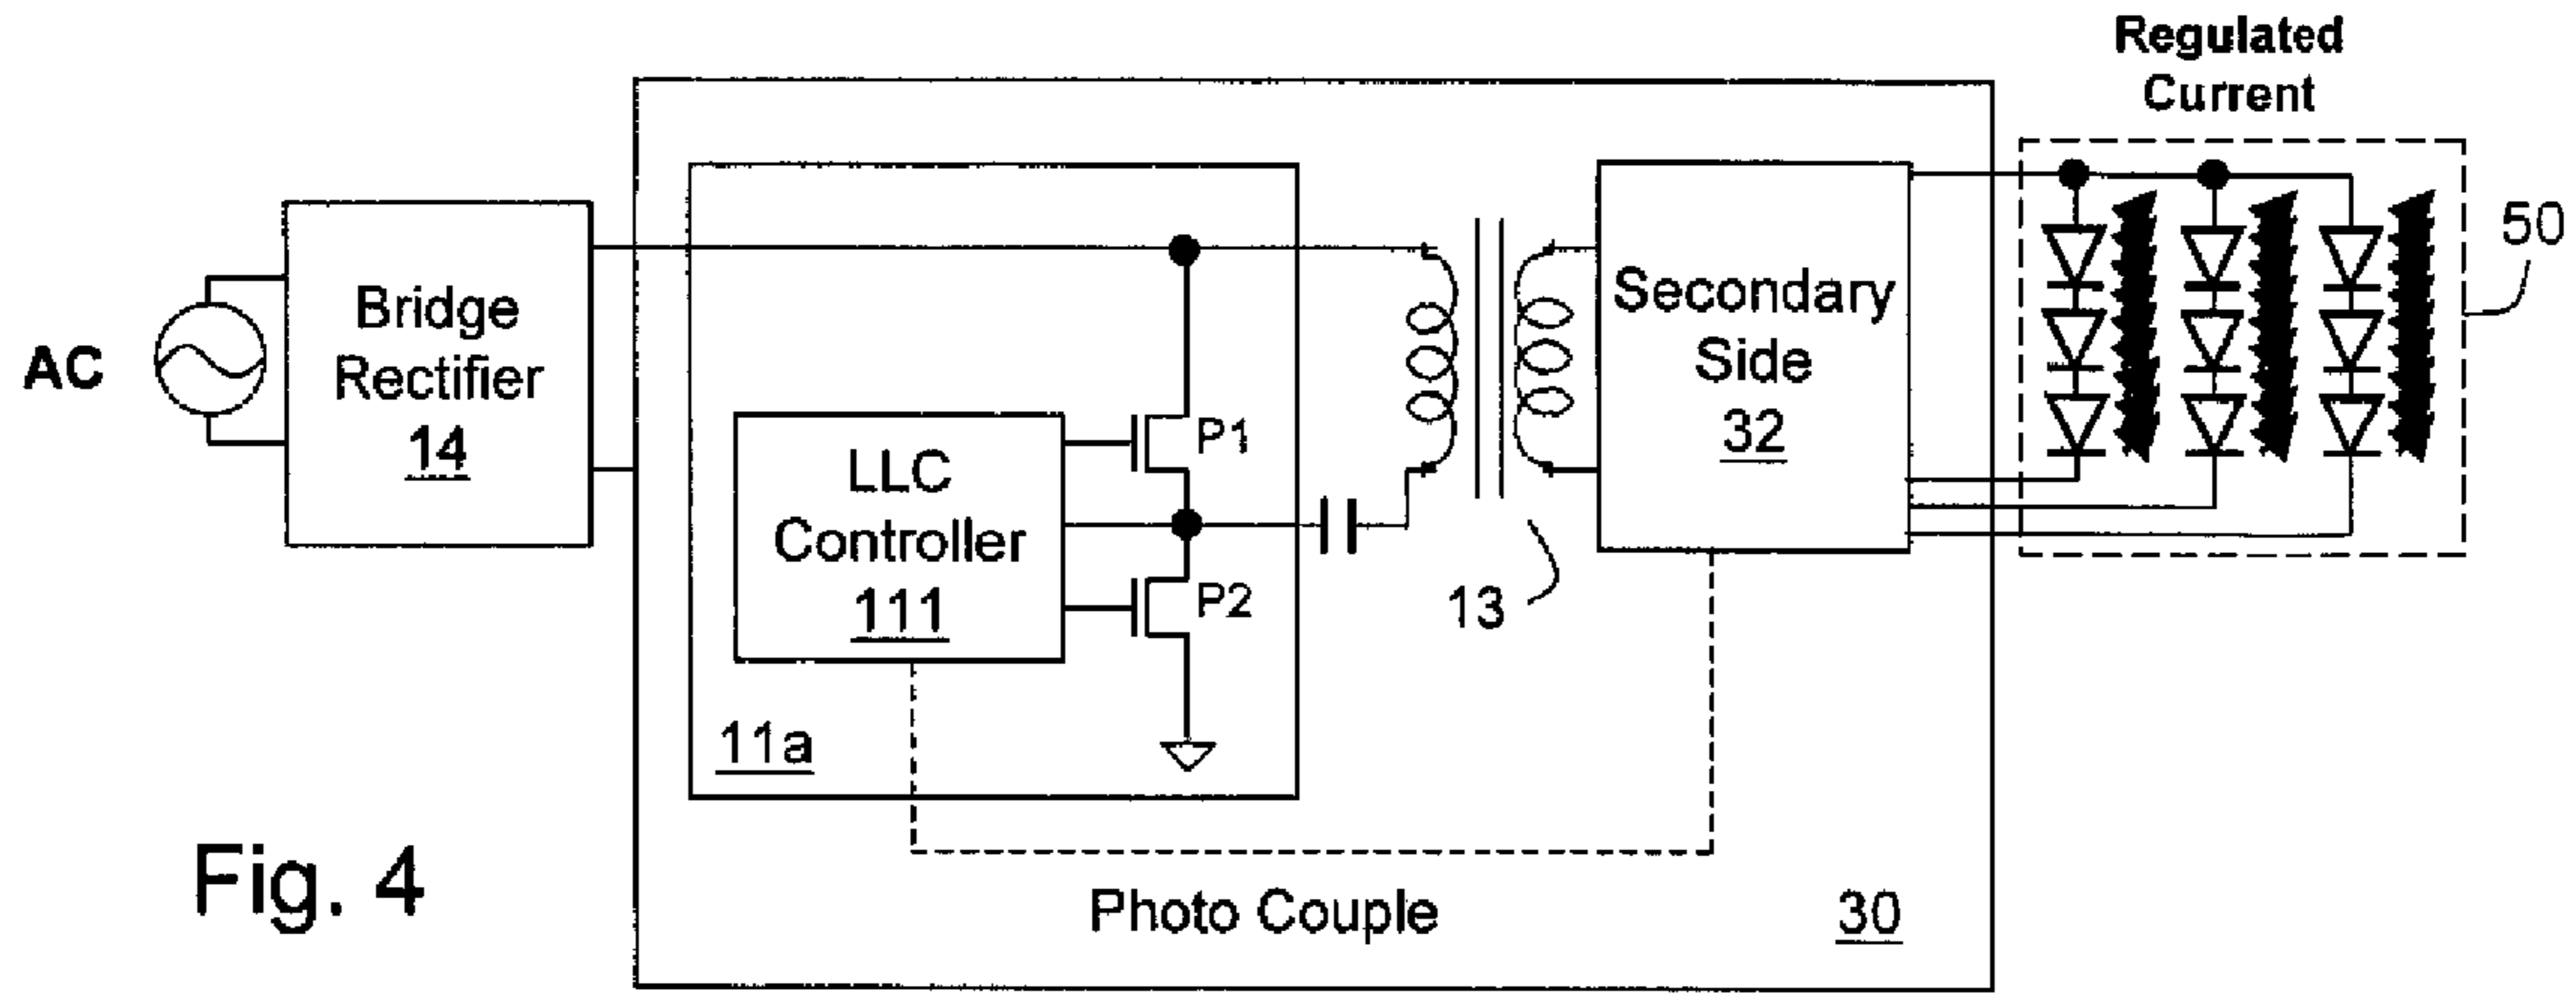 Regulated
Current
50
AC
Bridge
Rectifier
14
LLC
Controller
111
P1
P2
11a
13
Secondary
Side
32
Photo Couple
30
Fig. 4